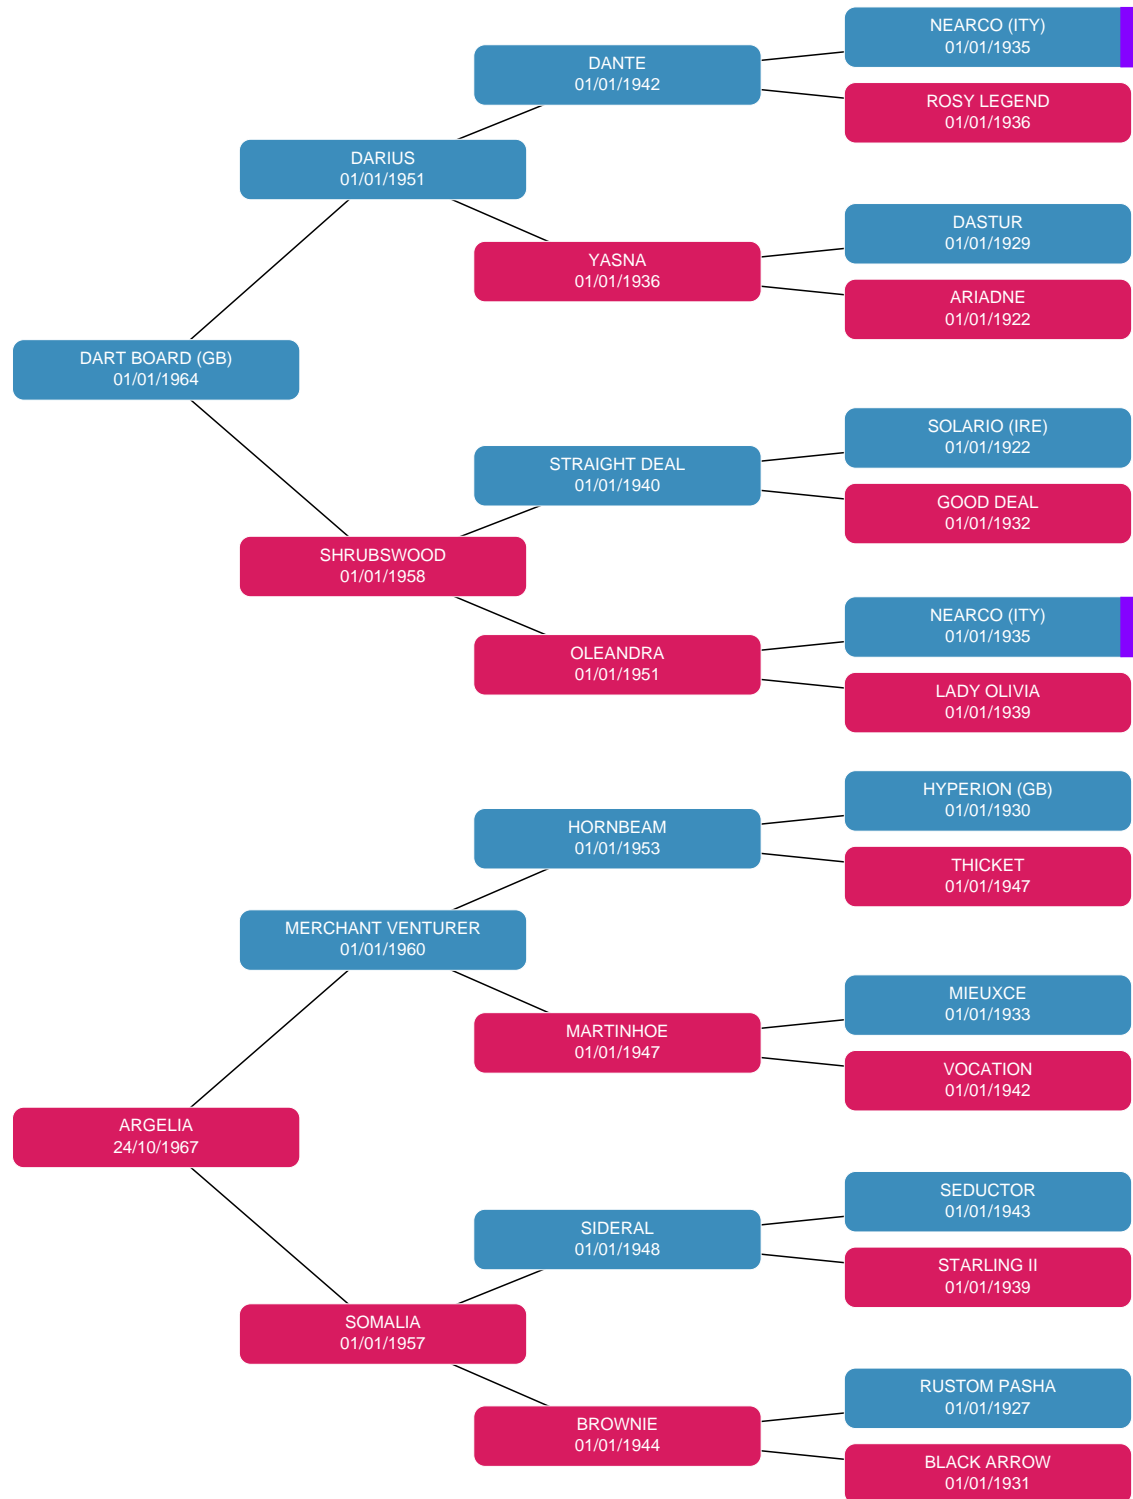 NEARCO (ITY)
01/01/1935
DANTE
01/01/1942
ROSY LEGEND
01/01/1936
DARIUS
01/01/1951
DASTUR
01/01/1929
YASNA
01/01/1936
ARIADNE
01/01/1922
DART BOARD (GB)
01/01/1964
SOLARIO (IRE)
01/01/1922
STRAIGHT DEAL
01/01/1940
GOOD DEAL
01/01/1932
SHRUBSWOOD
01/01/1958
NEARCO (ITY)
01/01/1935
OLEANDRA
01/01/1951
LADY OLIVIA
01/01/1939
HYPERION (GB)
01/01/1930
HORNBEAM
01/01/1953
THICKET
01/01/1947
MERCHANT VENTURER
01/01/1960
MIEUXCE
01/01/1933
MARTINHOE
01/01/1947
VOCATION
01/01/1942
ARGELIA
24/10/1967
SEDUCTOR
01/01/1943
SIDERAL
01/01/1948
STARLING II
01/01/1939
SOMALIA
01/01/1957
RUSTOM PASHA
01/01/1927
BROWNIE
01/01/1944
BLACK ARROW
01/01/1931